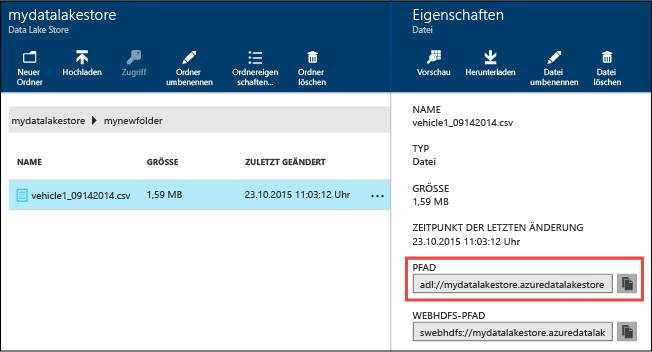 mydatalakestore
Data Lake Store
Neuer
Ordner
Hochladen
Zugriff
Ordner
umbenennen
Ordnereigen
schaften...
Ordner
löschen
mydatalakestore mynewfolder
NAME GRÖSSE ZULETZT GEÄNDERT
vehicle1_09142014.csv 1,59 MB 23.10.2015 11:03:12 Uhr ...
Eigenschaften
Datei
Vorschau
Herunterladen
Datei
umbenennen
Datei
löschen
NAME
vehicle1_09142014.csv
TYP
Datei
GRÖSSE
1,59 MB
ZEITPUNKT DER LETZTEN ÄNDERUNG
23.10.2015 11:03:12 Uhr
PFAD
adl://mydatalakestore.azuredatalakestore
WEBHDFS-PFAD
swebhdfs://mydatalakestore.azuredatalak